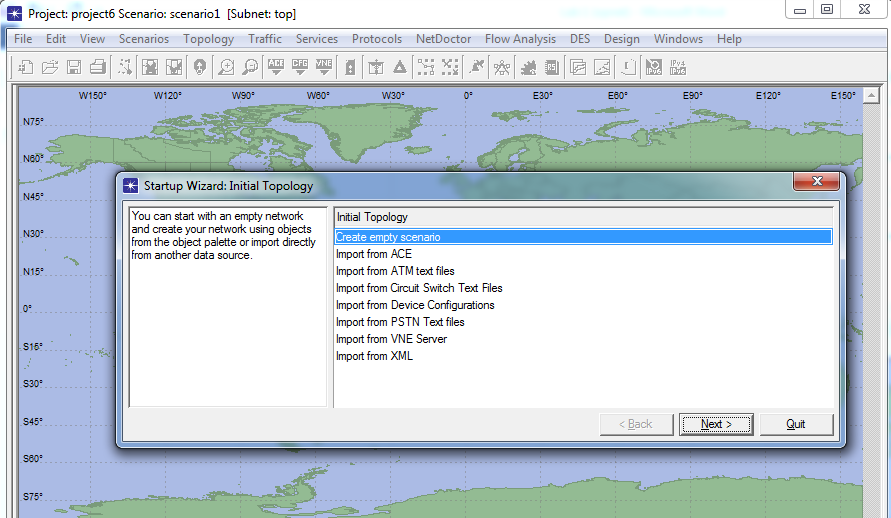 Project: project6 Scenario: scenario1 [Subnet: top]
File Edit View Scenarios Topology Traffic Services Protocols NetDoctor Flow Analysis DES Design Windows Help
ACE CFG VNE
W150° W120° W90° W60° W30° 0° E30° E60° E90° E120° E150°
N75°
N60°
Startup Wizard: Initial Topology
N45°
N30°
N15°
0°
S15°
S30°
S45°
S60°
S75°
You can start with an empty network
and create your network using objects
from the object palette or import directly
from another data source.
Initial Topology
Create empty scenario
Import from ACE
Import from ATM text files
Import from Circuit Switch Text Files
Import from Device Configurations
Import from PSTN Text files
Import from VNE Server
Import from XML
< Back Next > Quit